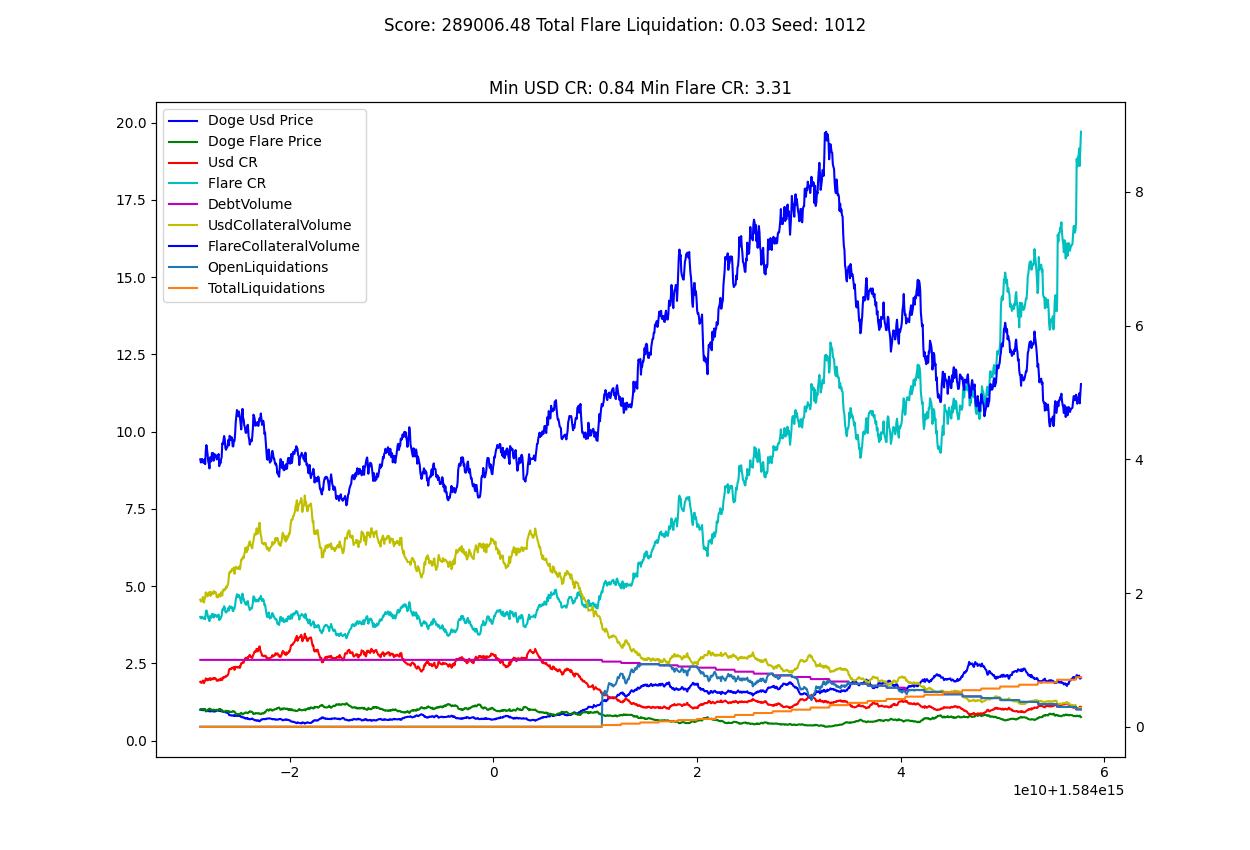 Score: 289006.48 Total Flare Liquidation: 0.03 Seed: 1012
Min USD CR: 0.84 Min Flare CR: 3.31
Doge Usd Price
Doge Flare Price
Usd CR
Flare CR
DebtVolume
UsdCollateralVolume
FlareCollateralVolume
OpenLiquidations
TotalLiquidations
20.0
17.5
15.0
12.5
10.0
7.5
5.0
2.5
0.0
8
6
4
2
0
−2 0 2 4 6
1e10+1.584e15